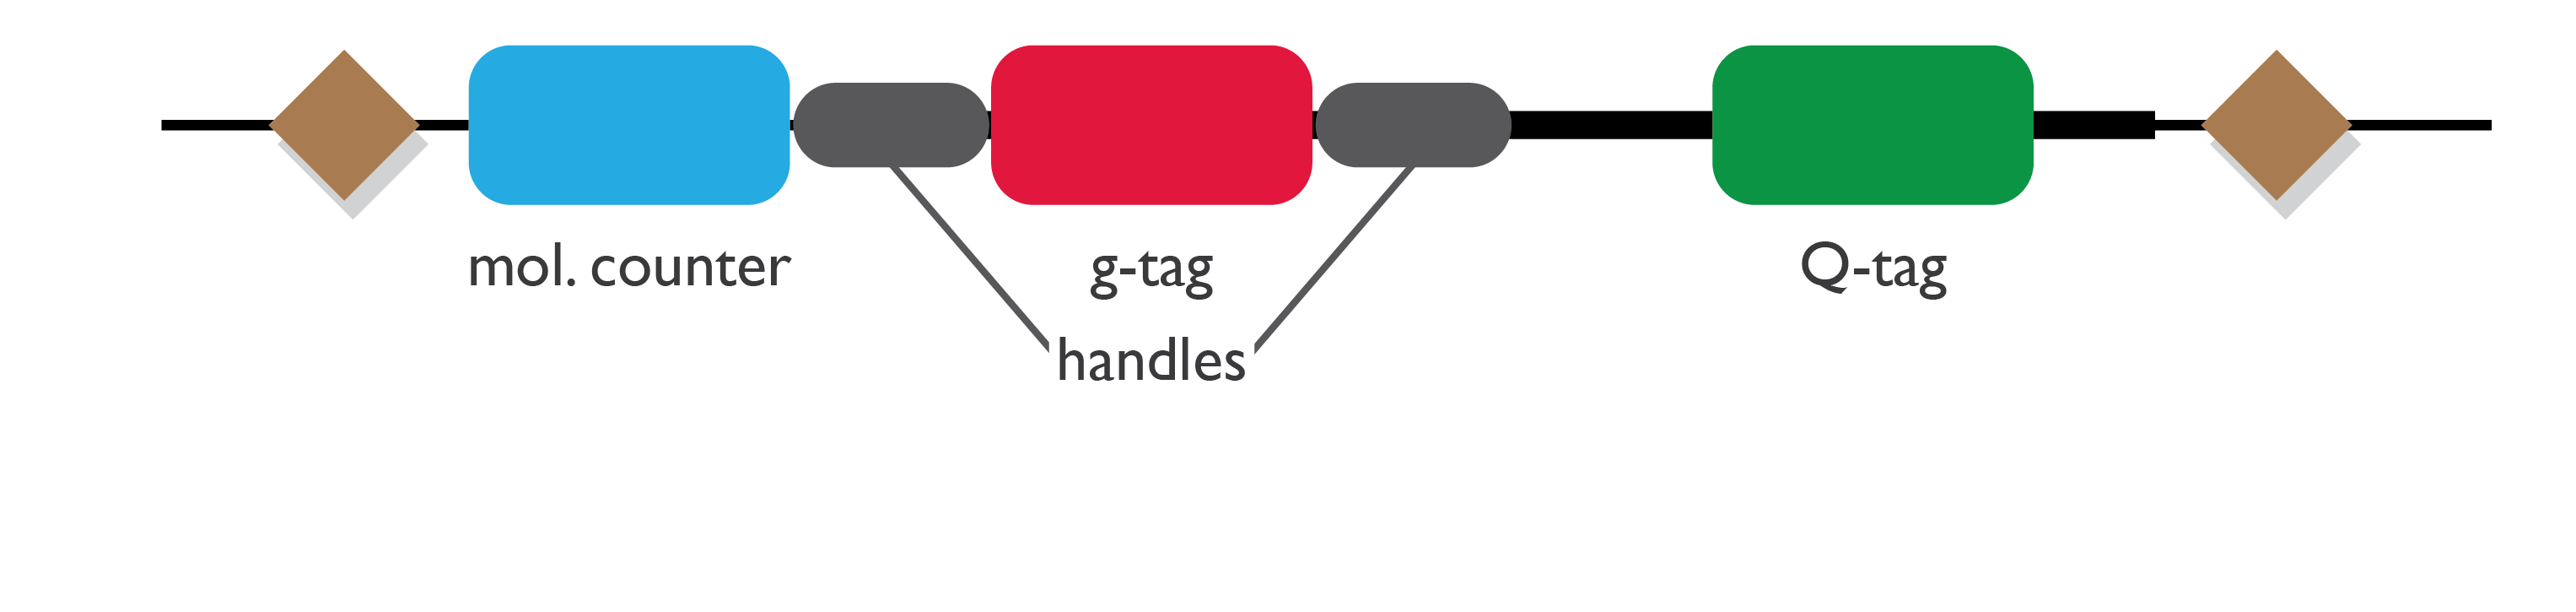 mol. counter
g-tag
Q-tag
handles